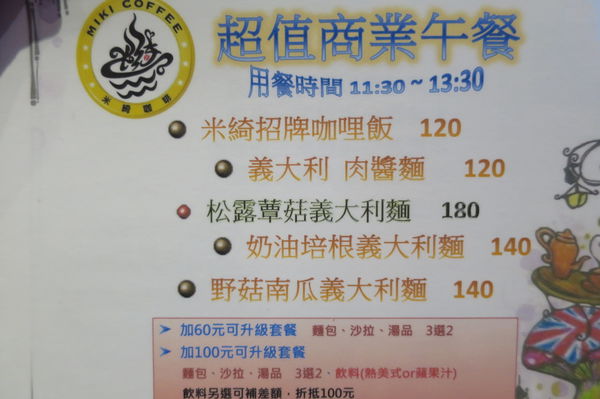 MIKI COFFEE
米綺咖啡
超值商業午餐
用餐時間 11:30 ~ 13:30
米綺招牌咖哩飯 120
義大利 肉醬麵 120
松露蕈菇義大利麵 180
奶油培根義大利麵 140
野菇南瓜義大利麵 140
加60元可升級套餐 麵包、沙拉、湯品 3選2
加100元可升級套餐
麵包、沙拉、湯品 3選2、飲料(熱美式or蘋果汁)
飲料另選可補差額，折抵100元